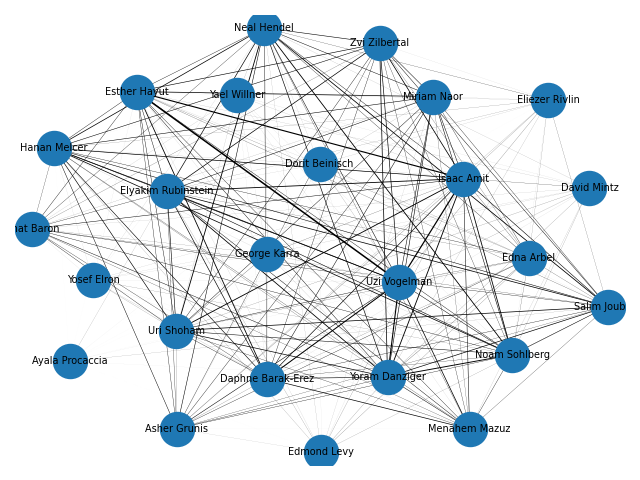 Neal Hendel
Zvi Zilbertal
Esther Hayut
Yael Willner
Miriam Naor
Eliezer Rivlin
Hanan Melcer
Dorit Beinisch
Isaac Amit
Elyakim Rubinstein
David Mintz
Baron
George Karra
Edna Arbel
Yosef Elron
Uzi Vogelman
Salim Joub
Uri Shoham
Noam Sohlberg
Ayala Procaccia
Daphne Barak-Erez
Yoram Danziger
Asher Grunis
Menahem Mazuz
Edmond Levy